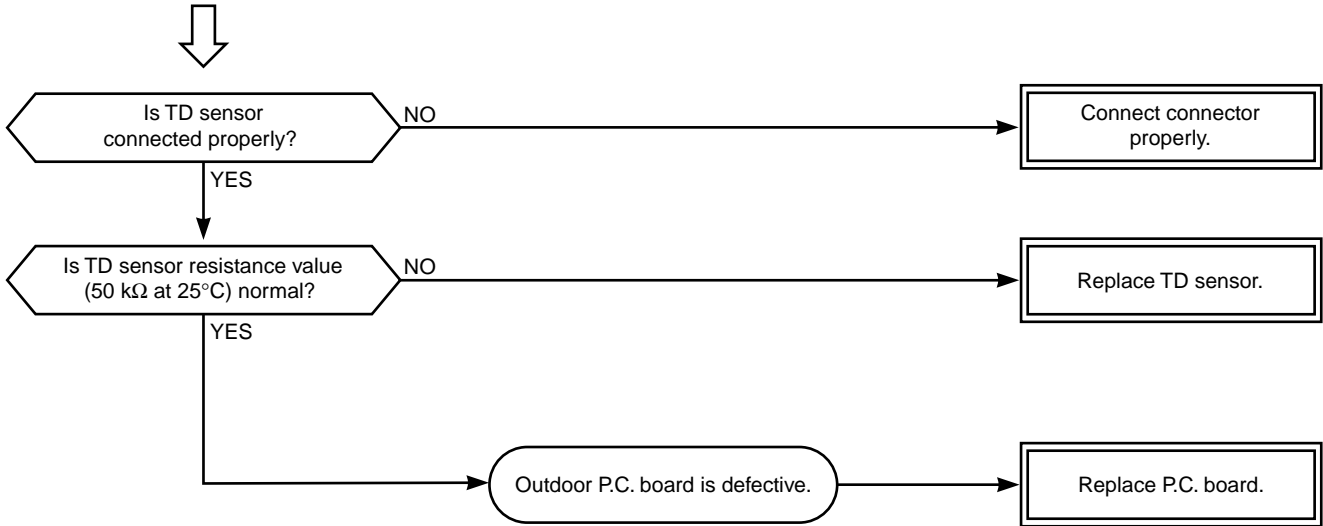 Is TD sensor
connected properly?
NO
Connect connector
properly.
YES
Is TD sensor resistance value
(50 kΩ at 25°C) normal?
NO
Replace TD sensor.
YES
Outdoor P.C. board is defective.
Replace P.C. board.